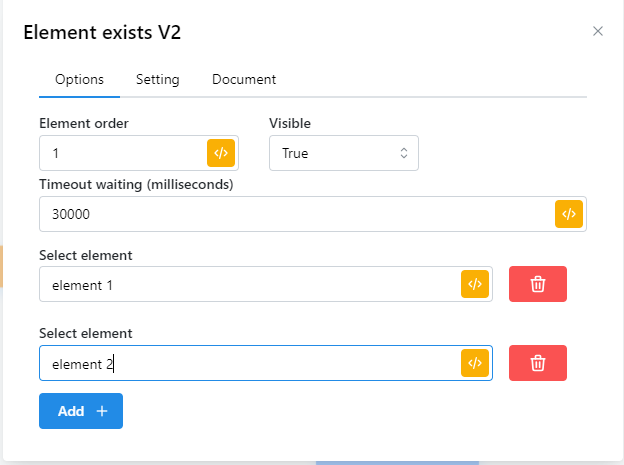 Element exists V2
Options Setting Document
Element order Visible
1 </> True
Timeout waiting (milliseconds)
30000 </>
Select element
element 1 </>
Select element
element 2 </>
Add +